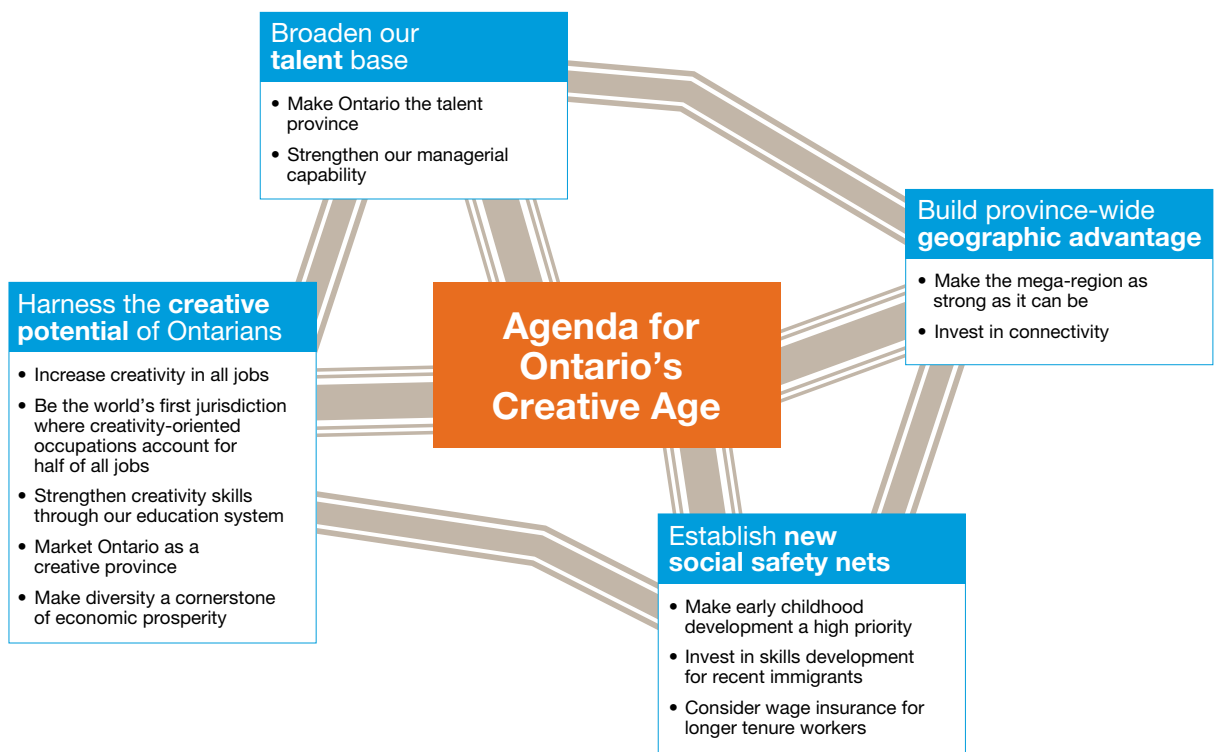 Broaden our
talent base
• Make Ontario the talent
province
• Strengthen our managerial
capability
Build province-wide
geographic advantage
• Make the mega-region as
strong as it can be
• Invest in connectivity
Harness the creative
potential of Ontarians
• Increase creativity in all jobs
• Be the world's first jurisdiction
where creativity-oriented
occupations account for
half of all jobs
• Strengthen creativity skills
through our education system
• Market Ontario as a
creative province
• Make diversity a cornerstone
of economic prosperity
Agenda for
Ontario's
Creative Age
Establish new
social safety nets
• Make early childhood
development a high priority
• Invest in skills development
for recent immigrants
• Consider wage insurance for
longer tenure workers